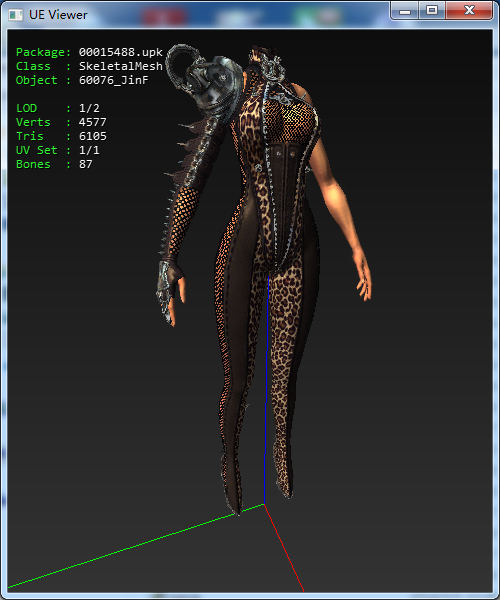 UE Viewer
Package: 00015488.upk
Class : SkeletalMesh
Object : 60076_JinF
LOD : 1/2
Verts : 4577
Tris : 6105
UV Set : 1/1
Bones : 87